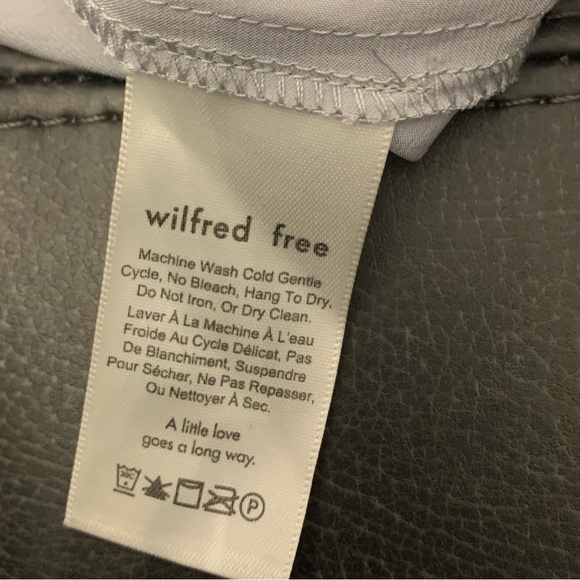 wilfred free
Machine Wash Cold Gentle
Cycle, No Bleach, Hang To Dry,
Do Not Iron, Or Dry Clean.
Laver À La Machine À L'eau
Froide Au Cycle Délicat, Pas
De Blanchiment, Suspendre
Pour Sécher, Ne Pas Repasser,
Ou Nettoyer À Sec.
A little love
goes a long way.
30C P